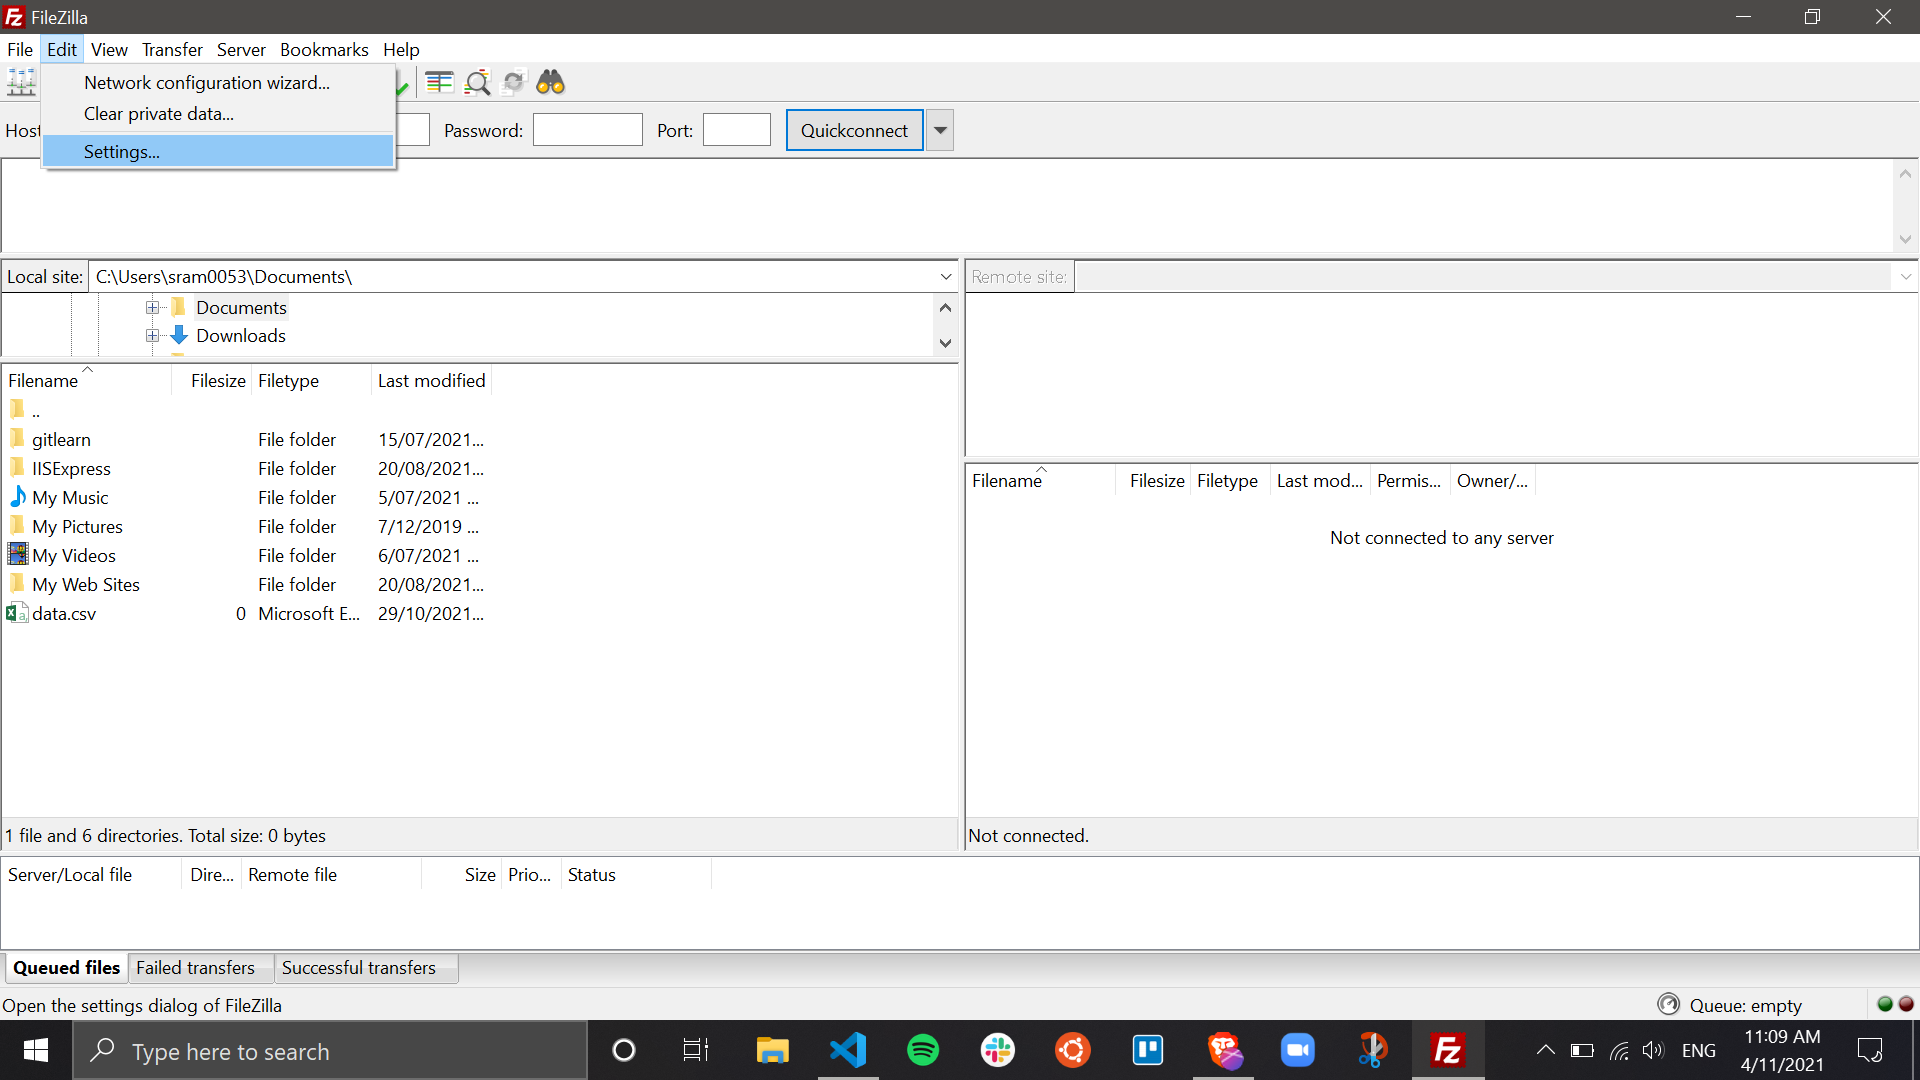 FileZilla
File Edit View Transfer Server Bookmarks Help
Network configuration wizard...
Clear private data...
Settings...
Host Password: Port: Quickconnect
Local site: C:\Users\sram0053\Documents\
Documents
Downloads
Remote site:
Filename Filesize Filetype Last modified
..
gitlearn File folder 15/07/2021...
IISExpress File folder 20/08/2021...
My Music File folder 5/07/2021 ...
My Pictures File folder 7/12/2019 ...
My Videos File folder 6/07/2021 ...
My Web Sites File folder 20/08/2021...
data.csv 0 Microsoft E... 29/10/2021...
1 file and 6 directories. Total size: 0 bytes
Filename Filesize Filetype Last mod... Permis... Owner/...
Not connected to any server
Not connected.
Server/Local file Dire... Remote file Size Prio... Status
Queued files Failed transfers Successful transfers
Open the settings dialog of FileZilla
Queue: empty
Type here to search
ENG
11:09 AM
4/11/2021